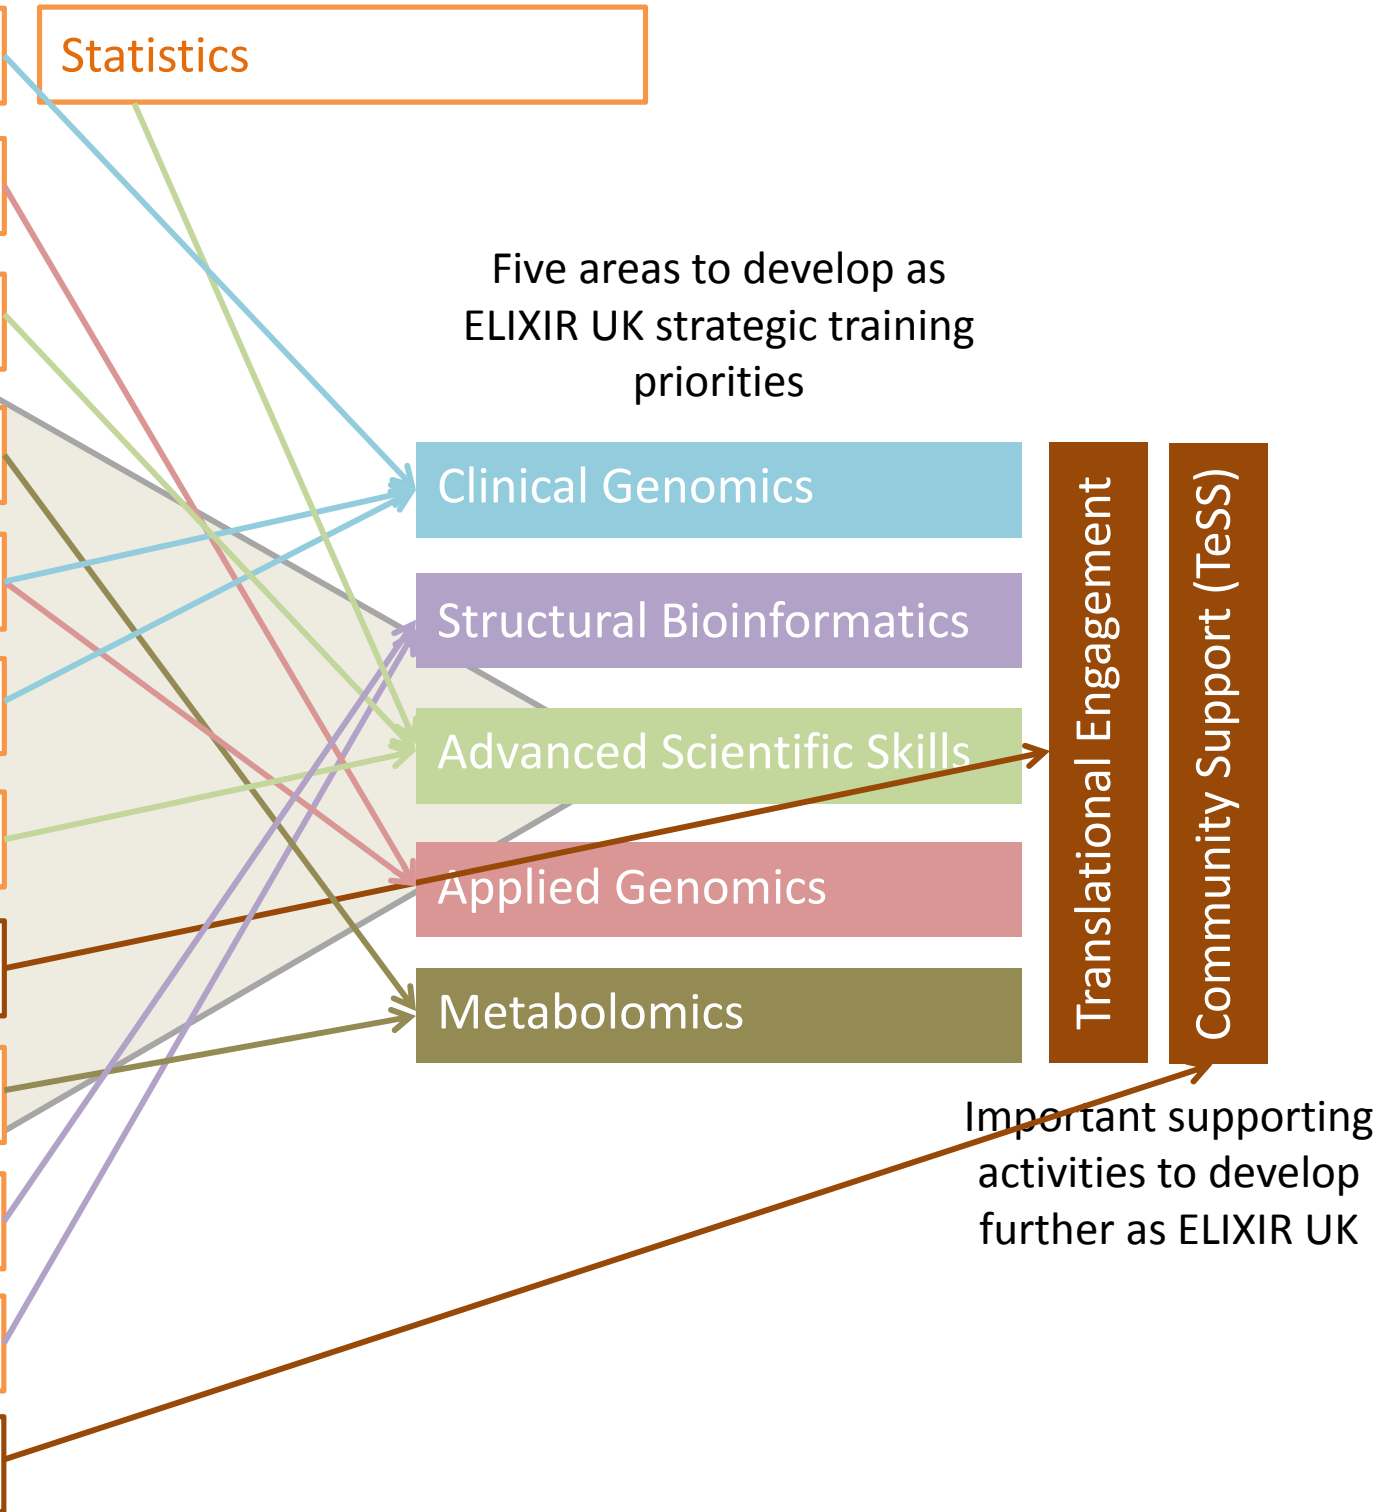 Statistics
Five areas to develop as
ELIXIR UK strategic training
priorities
Clinical Genomics
Structural Bioinformatics
Advanced Scientific Skills
Applied Genomics
Metabolomics
Translational Engagement
Community Support (TeSS)
Important supporting
activities to develop
further as ELIXIR UK